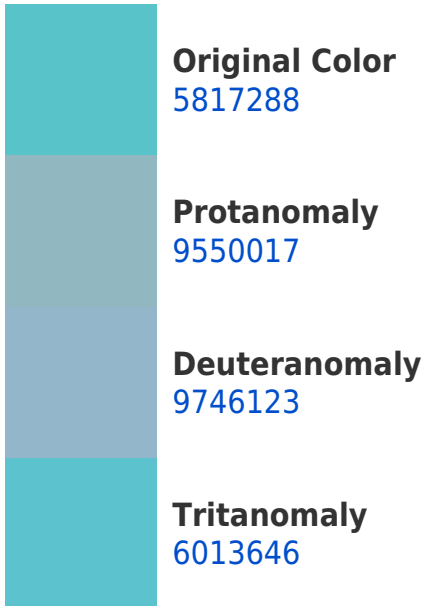 Original Color
5817288
Protanomaly
9550017
Deuteranomaly
9746123
Tritanomaly
6013646